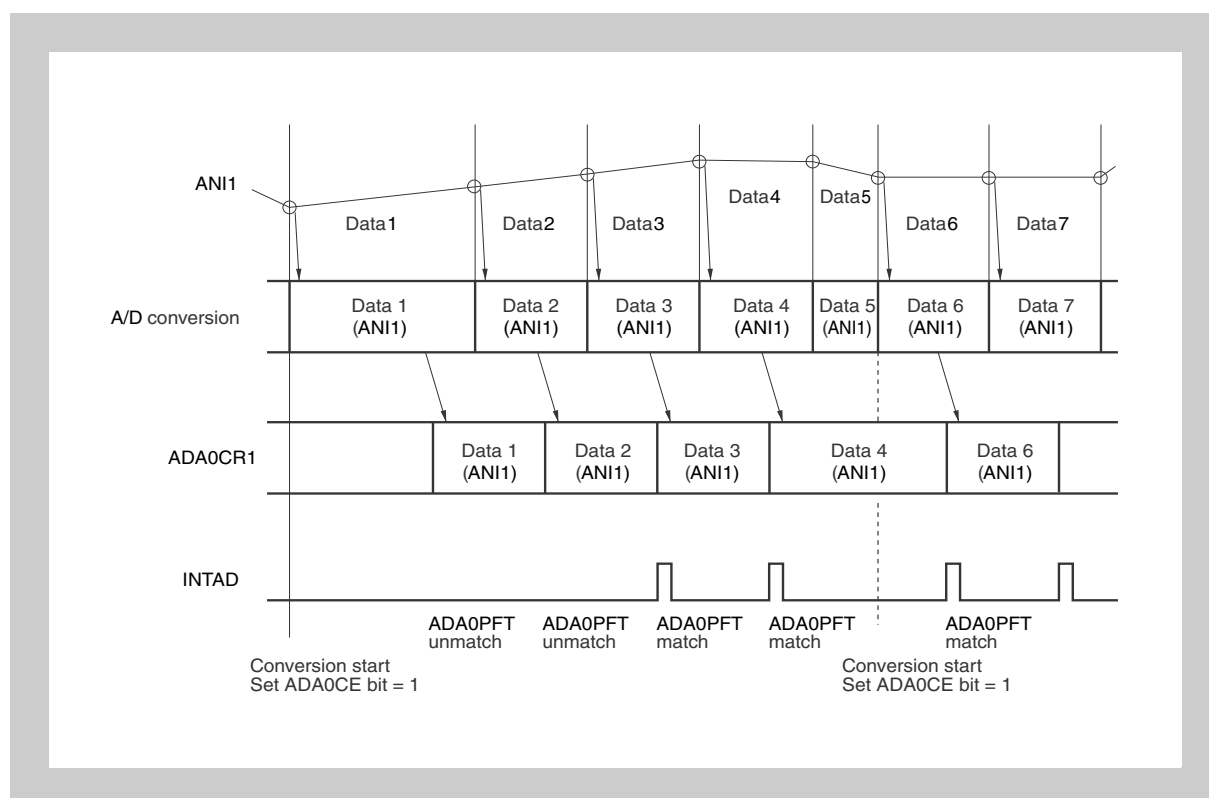 ANI1
Data1
Data2
Data3
Data4
Data5
Data6
Data7
A/D conversion
Data 1
(ANI1)
Data 2
(ANI1)
Data 3
(ANI1)
Data 4
(ANI1)
Data 5
(ANI1)
Data 6
(ANI1)
Data 7
(ANI1)
ADA0CR1
Data 1
(ANI1)
Data 2
(ANI1)
Data 3
(ANI1)
Data 4
(ANI1)
Data 6
(ANI1)
INTAD
ADA0PFT
unmatch
ADA0PFT
unmatch
ADA0PFT
match
ADA0PFT
match
ADA0PFT
match
Conversion start
Set ADA0CE bit = 1
Conversion start
Set ADA0CE bit = 1